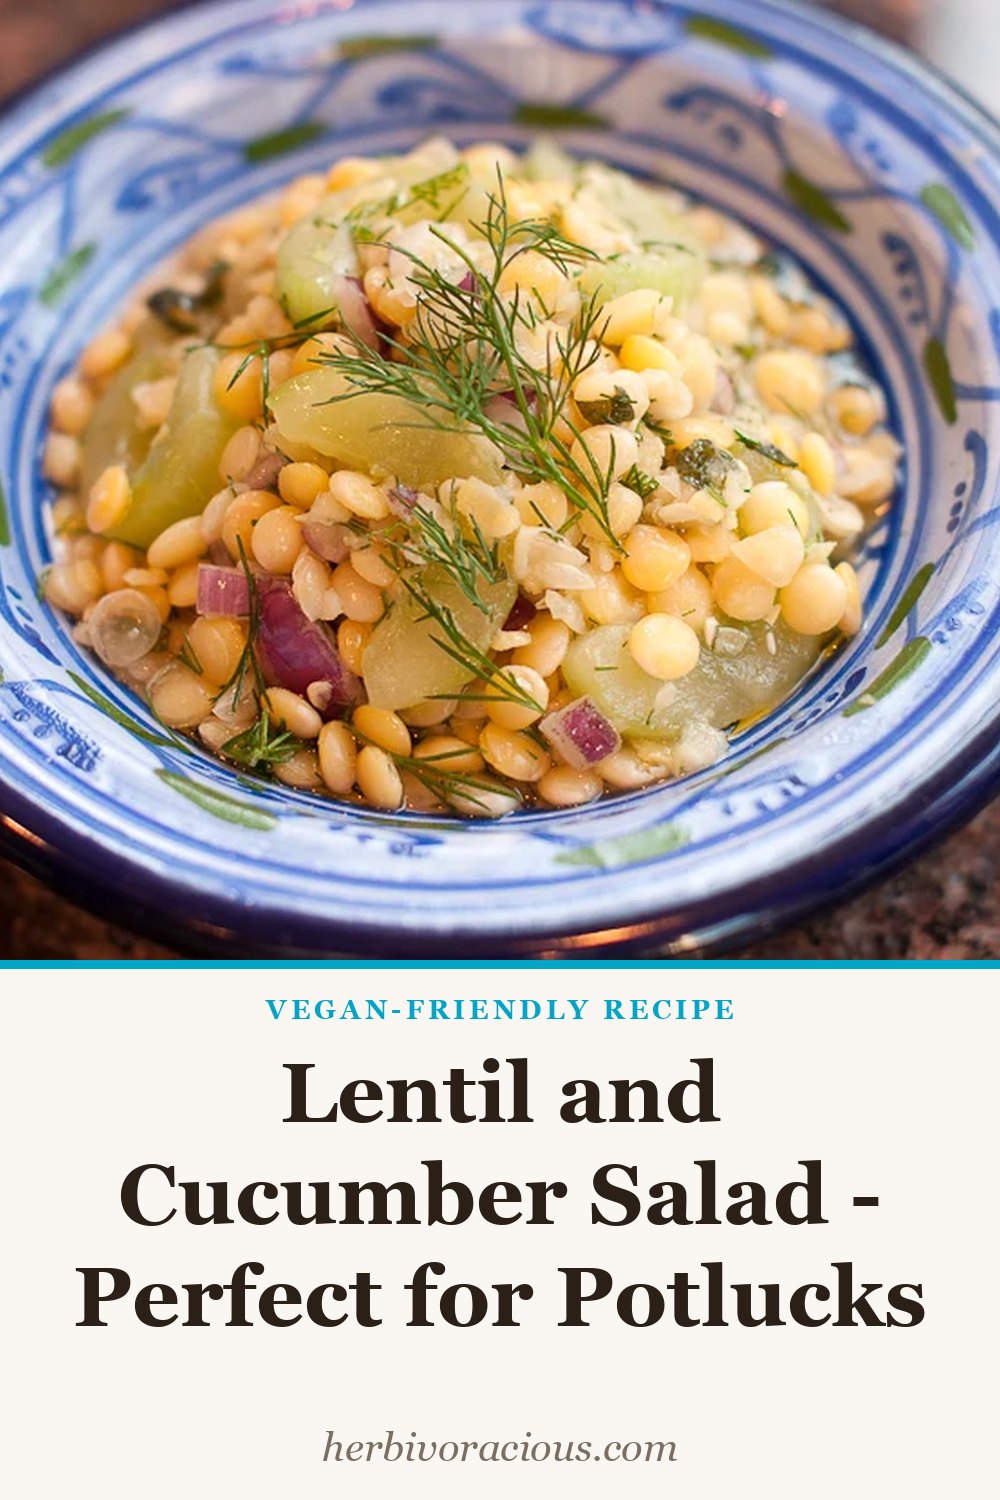 VEGAN-FRIENDLY RECIPE
Lentil and
Cucumber Salad -
Perfect for Potlucks
herbivoracious.com